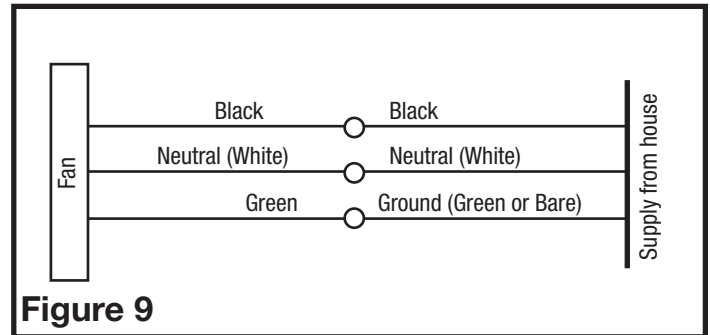 Fan
Black
Black
Neutral (White)
Neutral (White)
Green
Ground (Green or Bare)
Supply from house
Figure 9